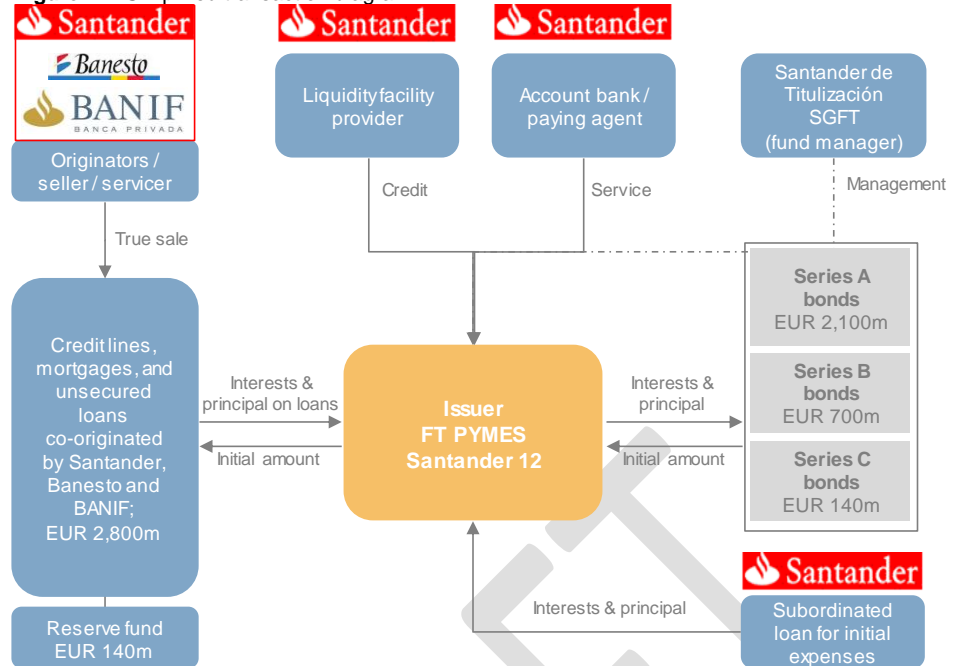 Santander
Banesto
BANIF
BANCA PRIVADA
Originators /
seller / servicer
True sale
Credit lines,
mortgages, and
unsecured
loans
co-originated
by Santander,
Banesto and
BANIF;
EUR 2,800m
Reserve fund
EUR 140m
Santander
Liquidity facility
provider
Credit
Santander
Account bank /
paying agent
Service
Santander de
Titulización
SGFT
(fund manager)
Management
Interests &
principal on loans
Initial amount
Issuer
FT PYMES
Santander 12
Interests &
principal
Initial amount
Series A
bonds
EUR 2,100m
Series B
bonds
EUR 700m
Series C
bonds
EUR 140m
Interests & principal
Santander
Subordinated
loan for initial
expenses